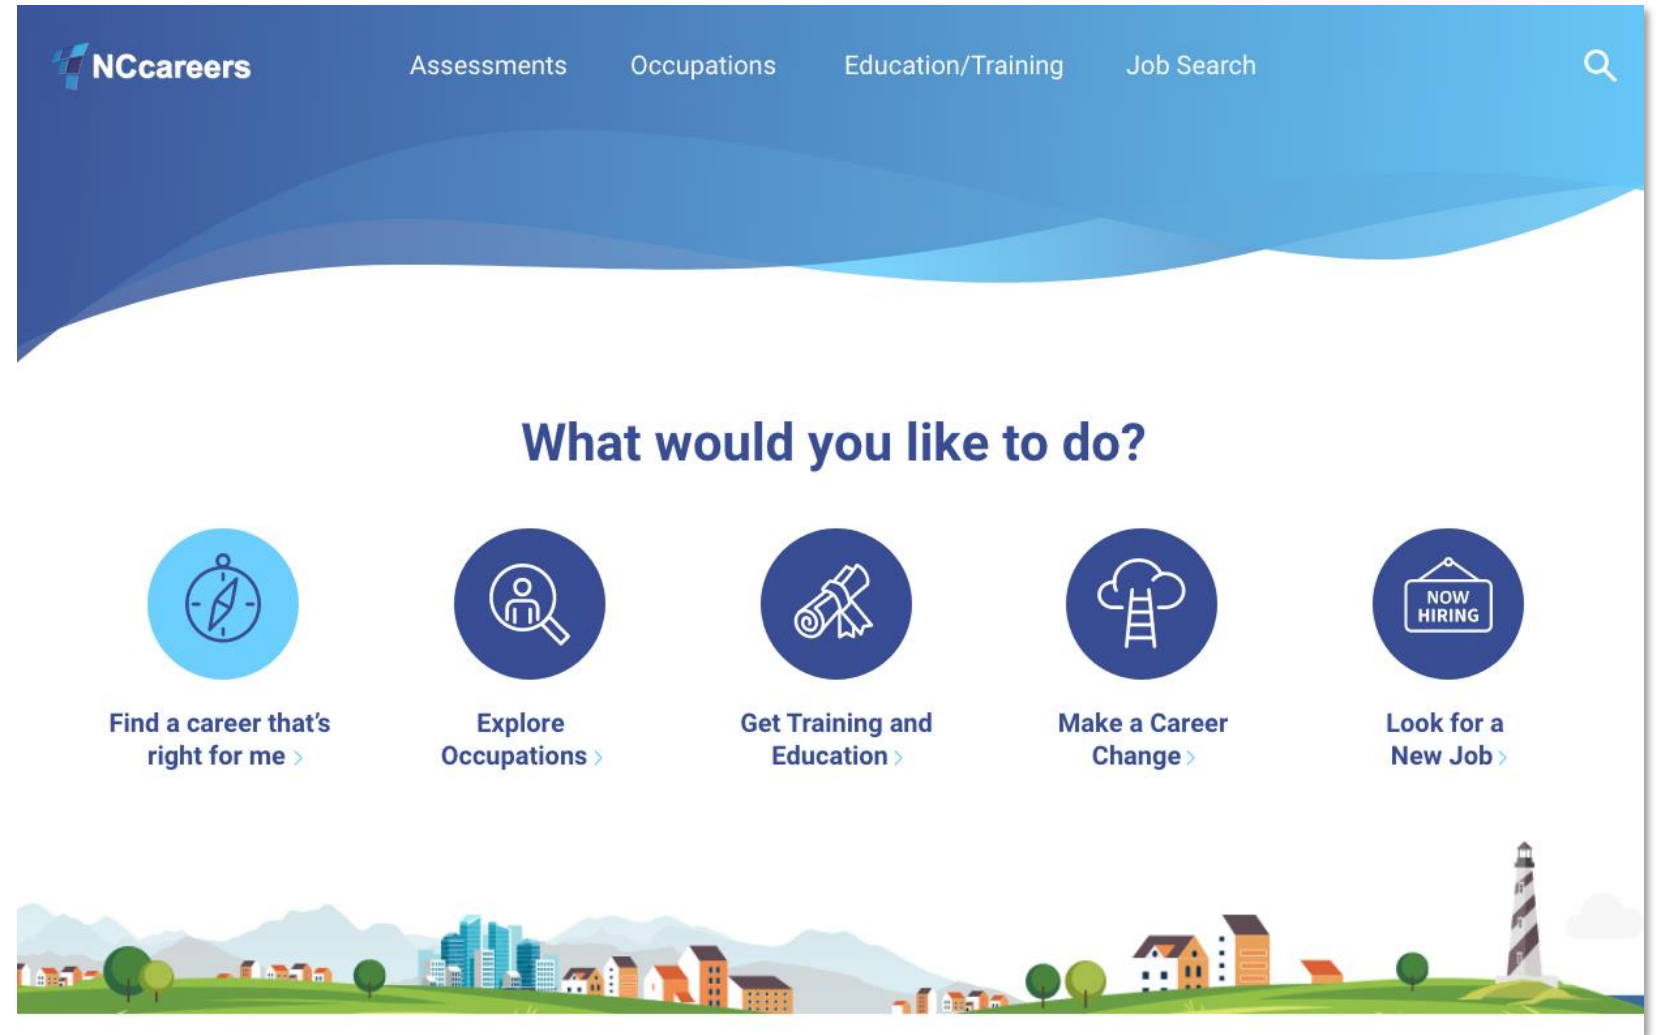 NCcareers
Assessments
Occupations
Education/Training
Job Search
What would you like to do?
Find a career that's
right for me >
Explore
Occupations >
Get Training and
Education >
Make a Career
Change >
NOW
HIRING
Look for a
New Job >